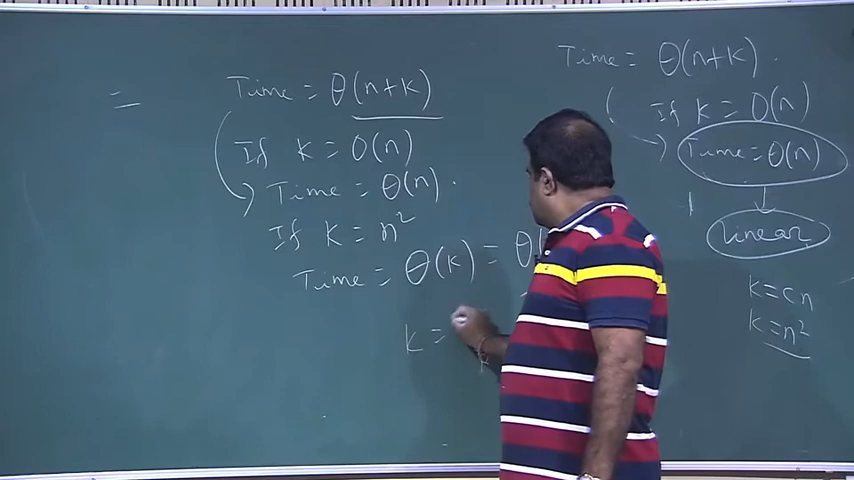 =
Time = θ(n+k)
If k = O(n)
Time = θ(n).
If k = n²
Time = θ(k) = θ(
k =
Time = θ(n+k).
If k = O(n)
Time = θ(n)
linear
k = cn
k = n²